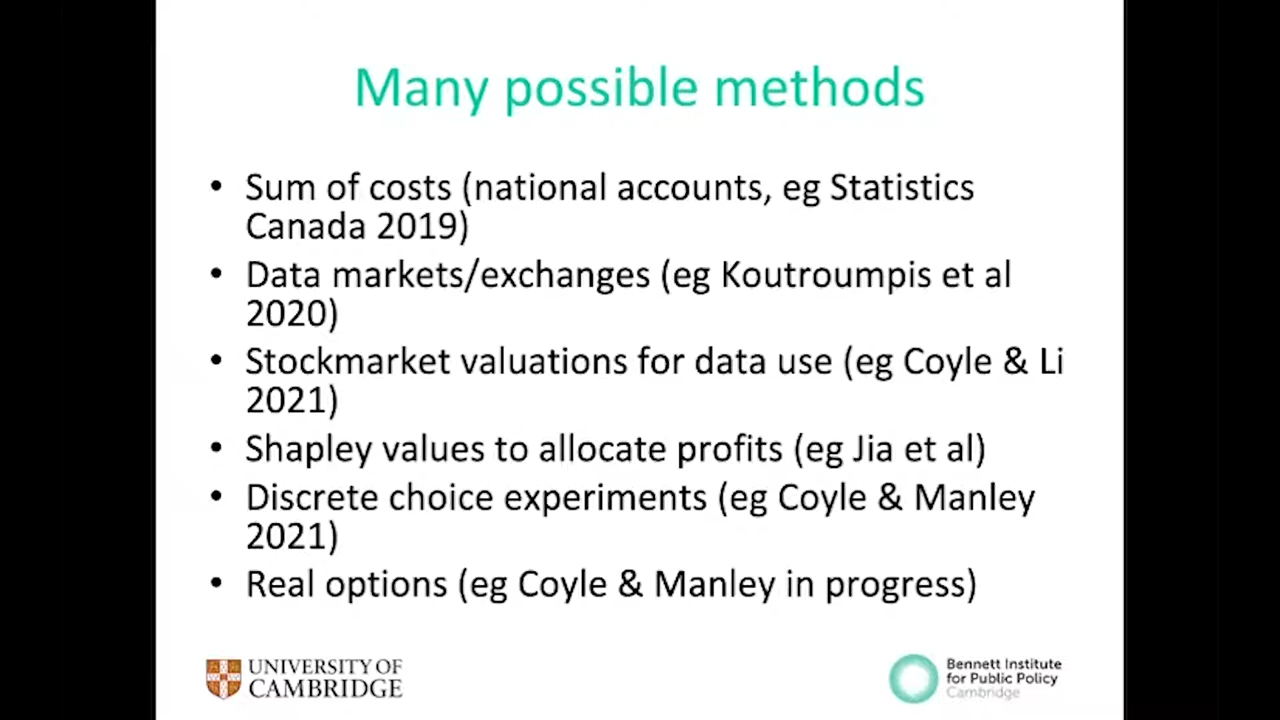 Many possible methods
• Sum of costs (national accounts, eg Statistics
Canada 2019)
• Data markets/exchanges (eg Koutroumpis et al
2020)
• Stockmarket valuations for data use (eg Coyle & Li
2021)
• Shapley values to allocate profits (eg Jia et al)
• Discrete choice experiments (eg Coyle & Manley
2021)
• Real options (eg Coyle & Manley in progress)
UNIVERSITY OF
CAMBRIDGE
Bennett Institute
for Public Policy
Cambridge